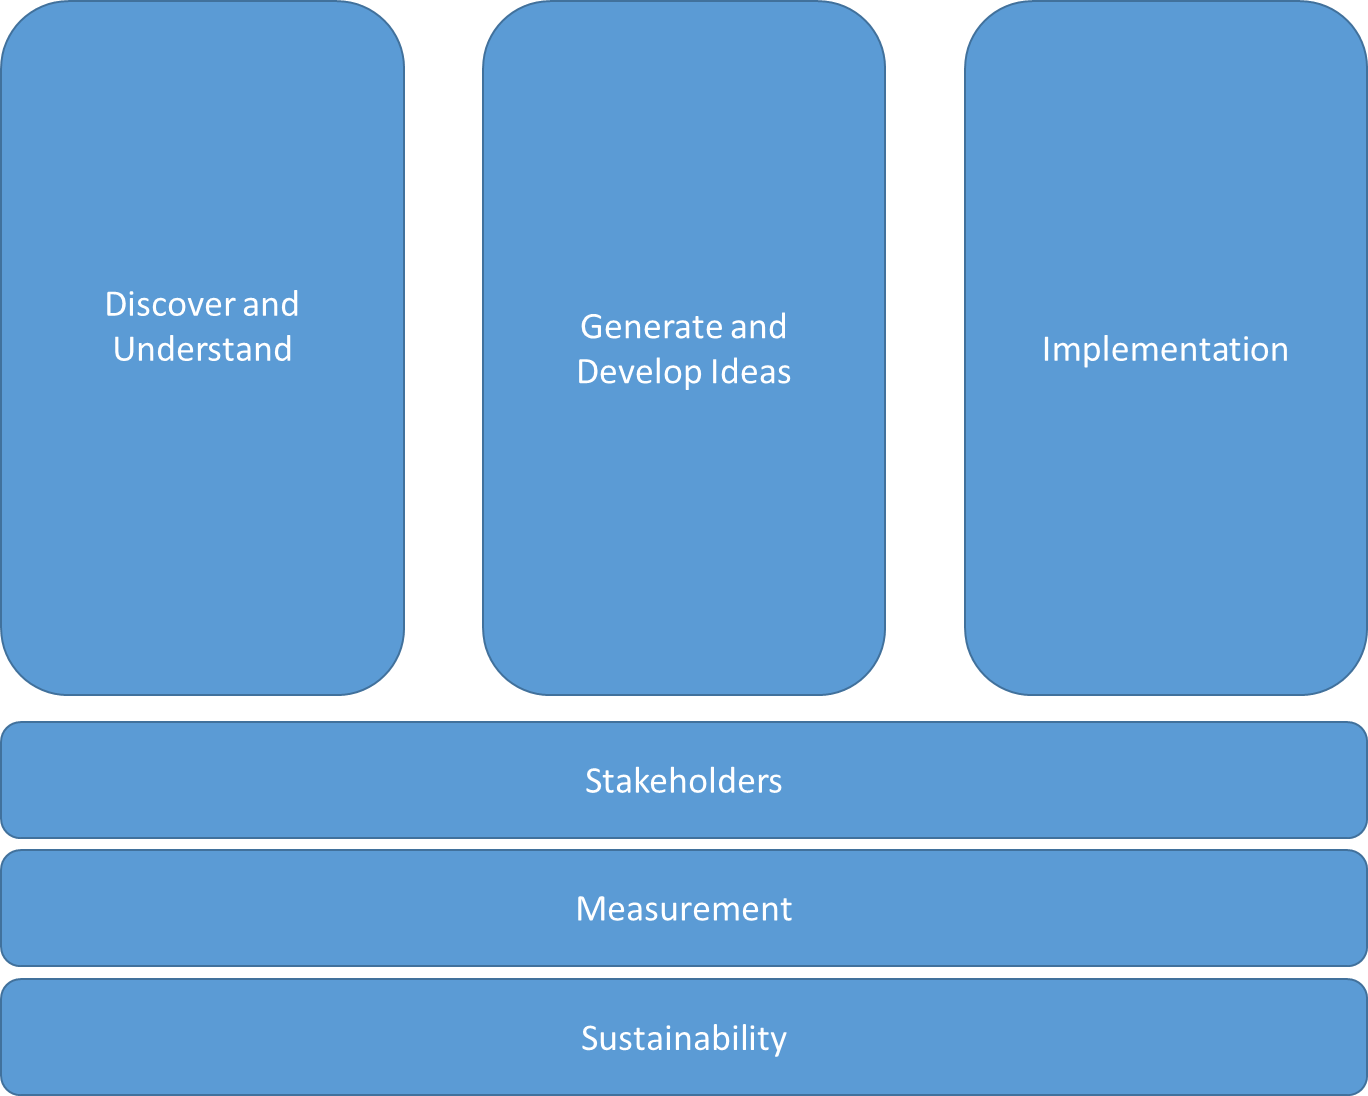 Discover and
Understand
Generate and
Develop Ideas
Implementation
Stakeholders
Measurement
Sustainability